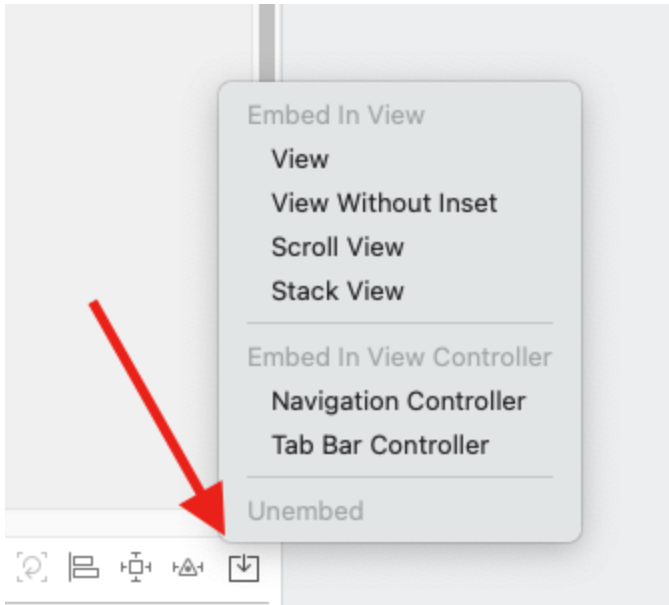 Embed In View
View
View Without Inset
Scroll View
Stack View
Embed In View Controller
Navigation Controller
Tab Bar Controller
Unembed